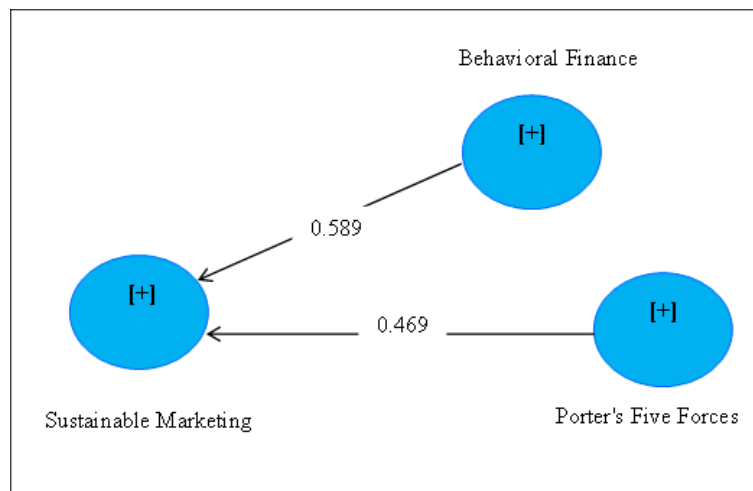 Behavioral Finance
[+]
0.589
[+]
[+]
0.469
Sustainable Marketing
Porter's Five Forces